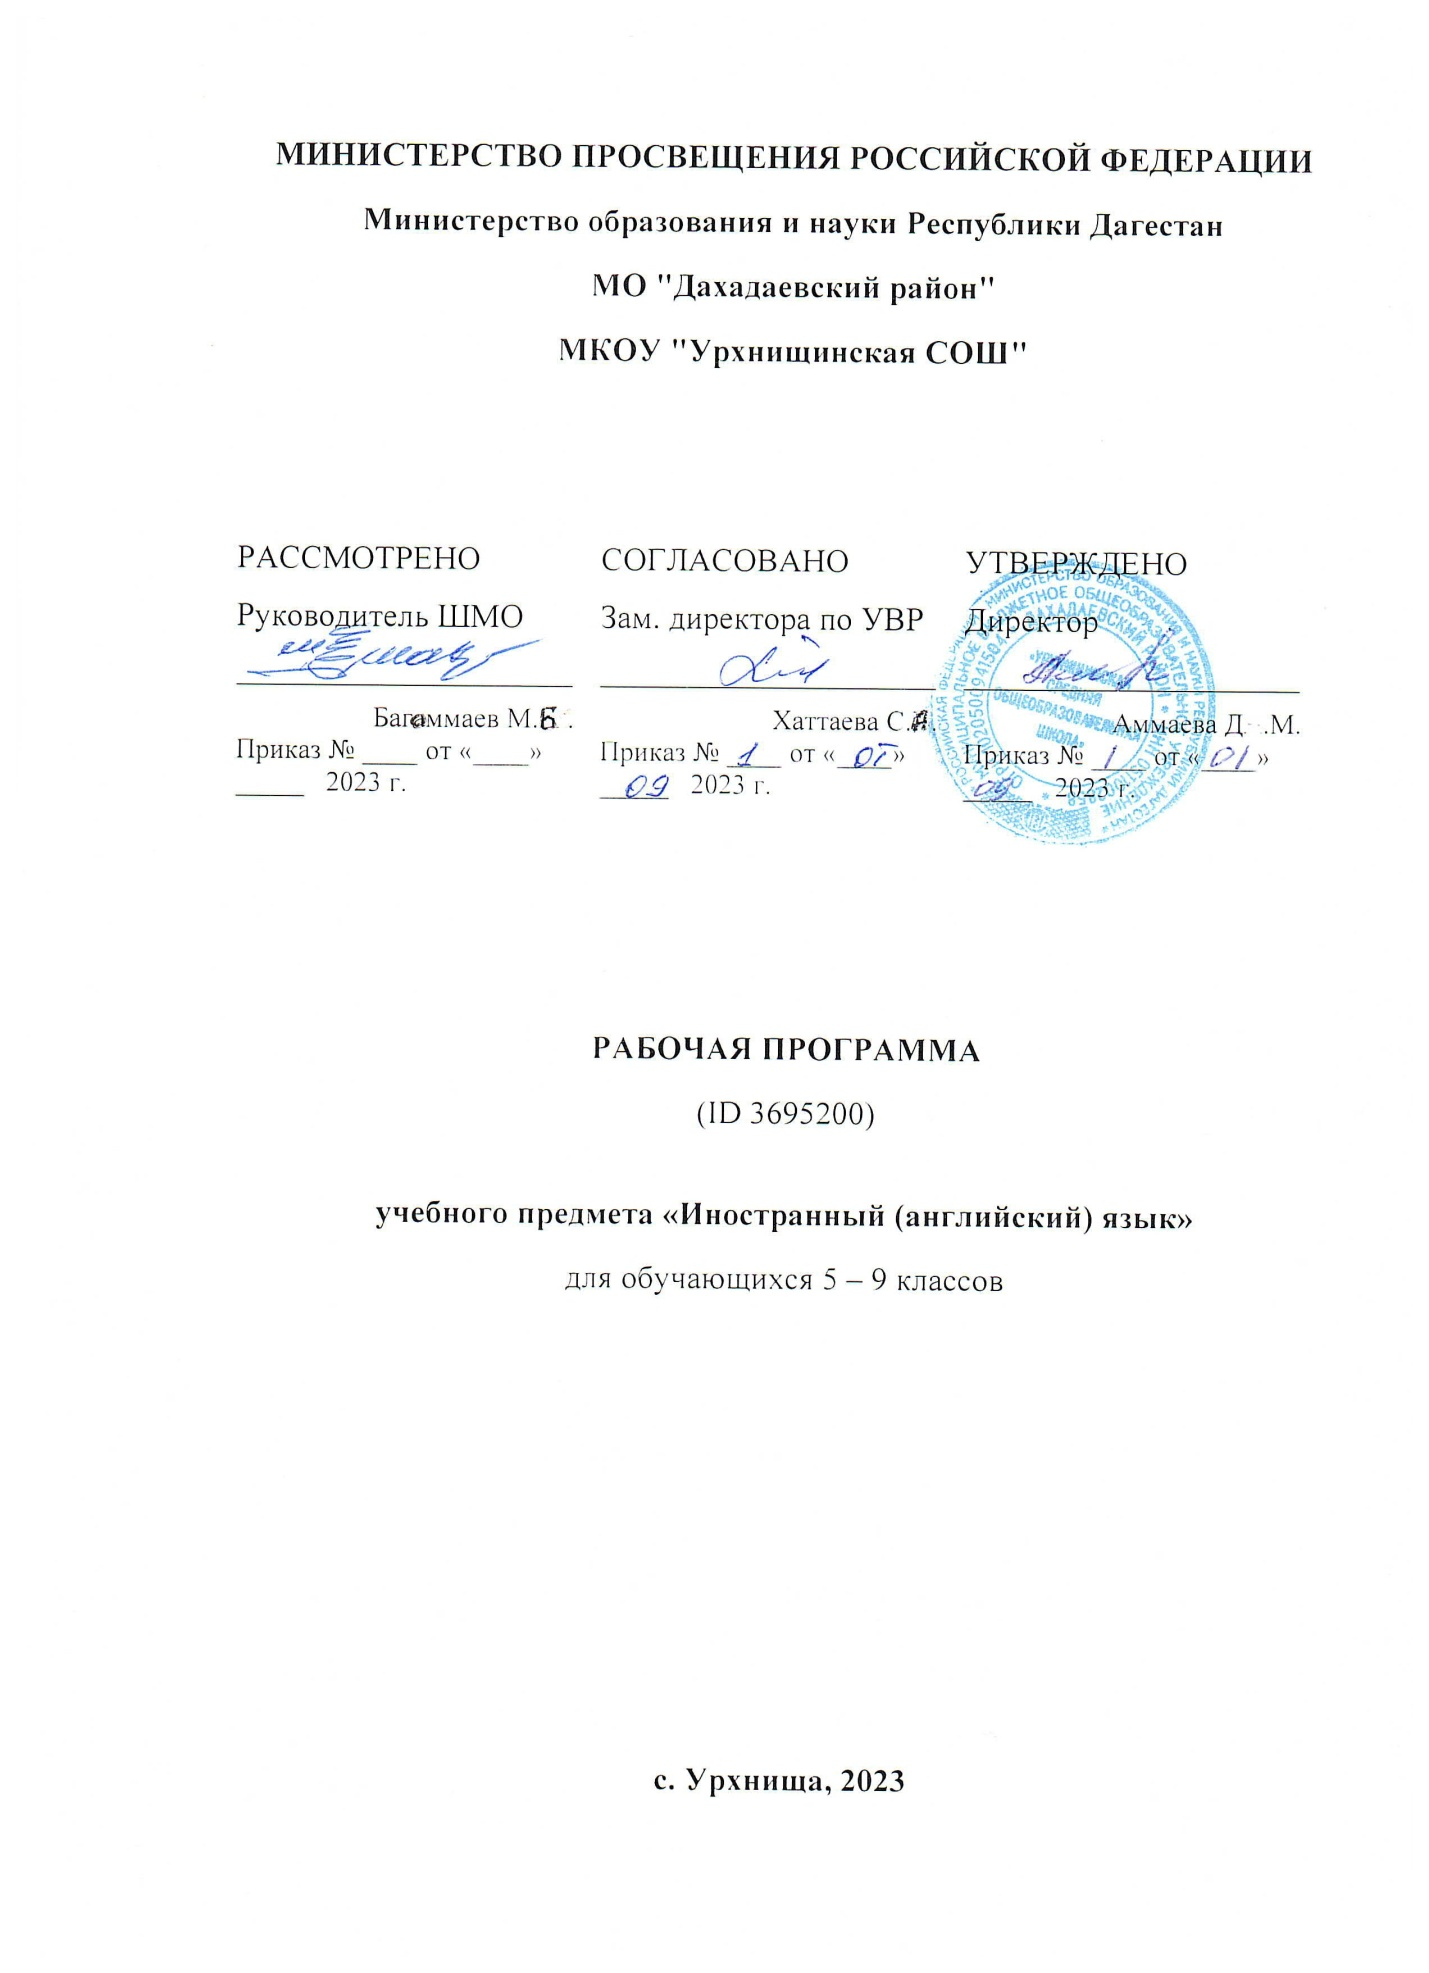 МИНИСТЕРСТВО ПРОСВЕЩЕНИЯ РОССИЙСКОЙ ФЕДЕРАЦИИ
Министерство образования и науки Республики Дагестан
МО "Дахадаевский район"
МКОУ "Урхнищинская СОШ"
РАССМОТРЕНО
Руководитель ШМО
Багаммаев М.Б.
Приказ № ____ от «____»
_____ 2023 г.
СОГЛАСОВАНО
Зам. директора по УВР
Хаттаева С.А.
Приказ № 1 от « 01 »
09 2023 г.
УТВЕРЖДЕНО
Директор
Аммаева Д .М.
Приказ № 1 от « 01 »
09 2023 г.
РАБОЧАЯ ПРОГРАММА
(ID 3695200)
учебного предмета «Иностранный (английский) язык»
для обучающихся 5 – 9 классов
с. Урхнища, 2023